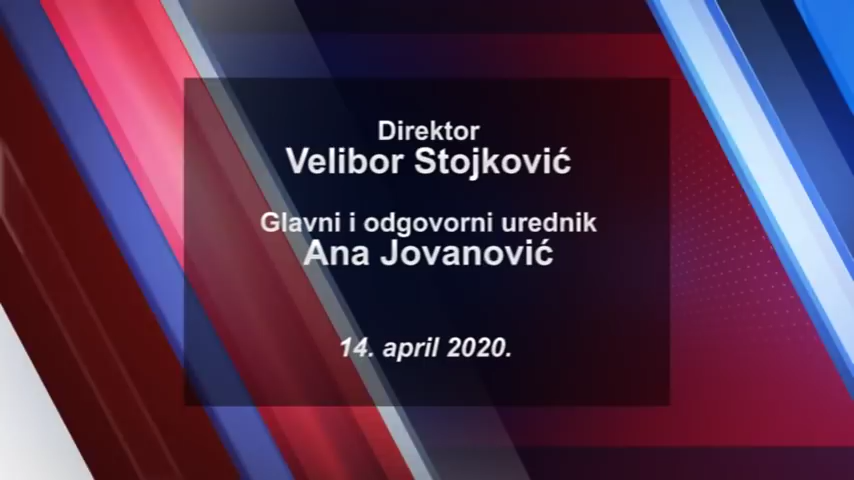 Direktor
Velibor Stojković
Glavni i odgovorni urednik
Ana Jovanović
14. april 2020.